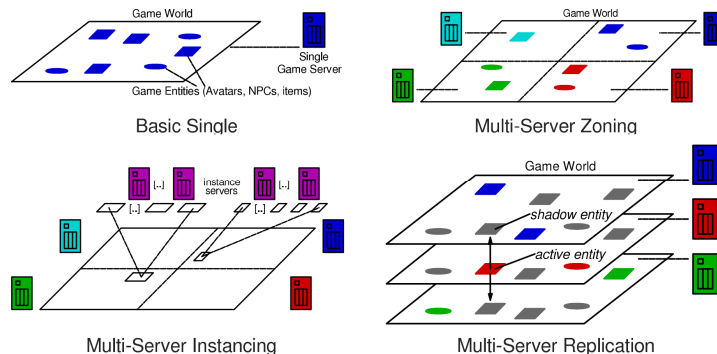 Game World
Single
Game Server
Game Entities (Avatars, NPCs, items)
Basic Single
Game World
Multi-Server Zoning
[..]
instance
servers
[..]
[..]
[..]
Multi-Server Instancing
Game World
shadow entity
active entity
Multi-Server Replication